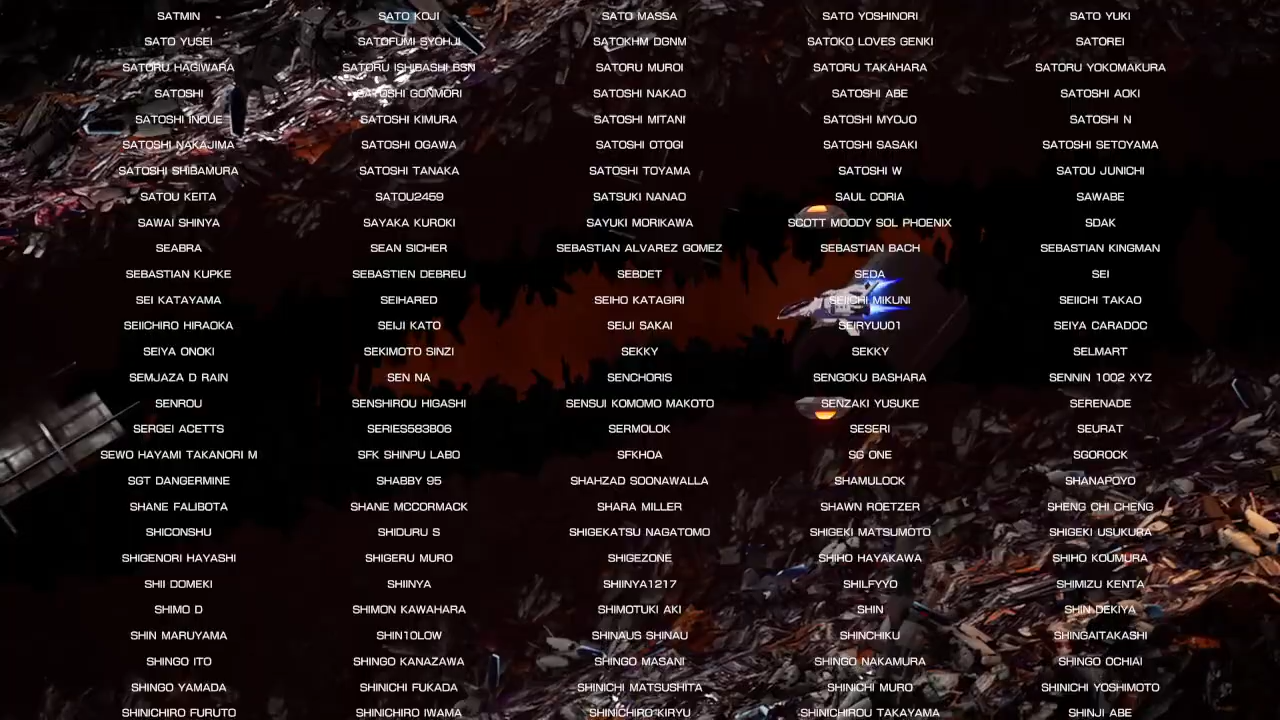 SATMIN SATO KOJI SATO MASSA SATO YOSHINORI SATO YUKI
SATO YUSEI SATOFUMI SYOHJI SATOKHM DGNM SATOKO LOVES GENKI SATOREI
SATORU HAGIWARA SATORU ISHIBASHI BSN SATORU MUROI SATORU TAKAHARA SATORU YOKOMAKURA
SATOSHI SATOSHI GONMORI SATOSHI NAKAO SATOSHI ABE SATOSHI AOKI
SATOSHI INOUE SATOSHI KIMURA SATOSHI MITANI SATOSHI MYOJO SATOSHI N
SATOSHI NAKAJIMA SATOSHI OGAWA SATOSHI OTOGI SATOSHI SASAKI SATOSHI SETOYAMA
SATOSHI SHIBAMURA SATOSHI TANAKA SATOSHI TOYAMA SATOSHI W SATOU JUNICHI
SATOU KEITA SATOU2459 SATSUKI NANAO SAUL CORIA SAWABE
SAWAI SHINYA SAYAKA KUROKI SAYUKI MORIKAWA SCOTT MOODY SOL PHOENIX SDAK
SEABRA SEAN SICHER SEBASTIAN ALVAREZ GOMEZ SEBASTIAN BACH SEBASTIAN KINGMAN
SEBASTIAN KUPKE SEBASTIEN DEBREU SEBDET SEDA SEI
SEI KATAYAMA SEIHARED SEIHO KATAGIRI SEIICHI MIKUNI SEIICHI TAKAO
SEIICHIRO HIRAOKA SEIJI KATO SEIJI SAKAI SEIRYUU01 SEIYA CARADOC
SEIYA ONOKI SEKIMOTO SINZI SEKKY SEKKY SELMART
SEMJAZA D RAIN SEN NA SENCHORIS SENGOKU BASHARA SENNIN 1002 XYZ
SENROU SENSHIROU HIGASHI SENSUI KOMOMO MAKOTO SENZAKI YUSUKE SERENADE
SERGEI ACETTS SERIES583B06 SERMOLOK SESERI SEURAT
SEWO HAYAMI TAKANORI M SFK SHINPU LABO SFKHOA SG ONE SGOROCK
SGT DANGERMINE SHABBY 95 SHAHZAD SOONAWALLA SHAMULOCK SHANAPOYO
SHANE FALIBOTA SHANE MCCORMACK SHARA MILLER SHAWN ROETZER SHENG CHI CHENG
SHICONSHU SHIDURU S SHIGEKATSU NAGATOMO SHIGEKI MATSUMOTO SHIGEKI USUKURA
SHIGENORI HAYASHI SHIGERU MURO SHIGEZONE SHIHO HAYAKAWA SHIHO KOUMURA
SHII DOMEKI SHIINYA SHIINYA1217 SHILFYYO SHIMIZU KENTA
SHIMO D SHIMON KAWAHARA SHIMOTUKI AKI SHIN SHIN DEKIYA
SHIN MARUYAMA SHIN10LOW SHINAUS SHINAU SHINCHIKU SHINGAITAKASHI
SHINGO ITO SHINGO KANAZAWA SHINGO MASANI SHINGO NAKAMURA SHINGO OCHIAI
SHINGO YAMADA SHINICHI FUKADA SHINICHI MATSUSHITA SHINICHI MURO SHINICHI YOSHIMOTO
SHINICHIRO FURUTO SHINICHIRO IWAMA SHINICHIRO KIRYU SHINICHIROU TAKAYAMA SHINJI ABE